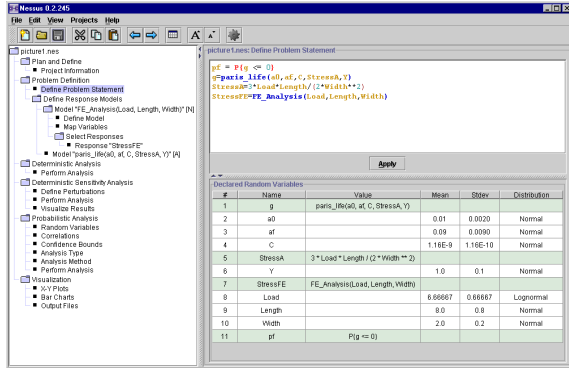 Nessus 0.2.245
File Edit View Projects Help
picture1.nes
Plan and Define
Project Information
Problem Definition
Define Problem Statement
Define Response Models
Model "FE_Analysis(Load, Length, Width)" [N]
Define Model
Map Variables
Select Responses
Response "StressFE"
Model "paris_life(a0, af, C, StressA, Y)" [A]
Deterministic Analysis
Perform Analysis
Deterministic Sensitivity Analysis
Define Perturbations
Perform Analysis
Visualize Results
Probabilistic Analysis
Random Variables
Correlations
Confidence Bounds
Analysis Type
Analysis Method
Perform Analysis
Visualization
X-Y Plots
Bar Charts
Output Files
picture1.nes: Define Problem Statement
pf = P(g <= 0)
g=paris_life(a0,af,C,StressA,Y)
StressA=3*Load*Length/(2*Width**2)
StressFE=FE_Analysis(Load,Length,Width)
Apply
Declared Random Variables
# Name Value Mean Stdev Distribution
1 g paris_life(a0, af, C, StressA, Y)
2 a0 0.01 0.0020 Normal
3 af 0.09 0.0090 Normal
4 C 1.16E-9 1.16E-10 Normal
5 StressA 3 * Load * Length / (2 * Width ** 2)
6 Y 1.0 0.1 Normal
7 StressFE FE_Analysis(Load, Length, Width)
8 Load 6.66667 0.66667 Lognormal
9 Length 8.0 0.8 Normal
10 Width 2.0 0.2 Normal
11 pf P(g <= 0)